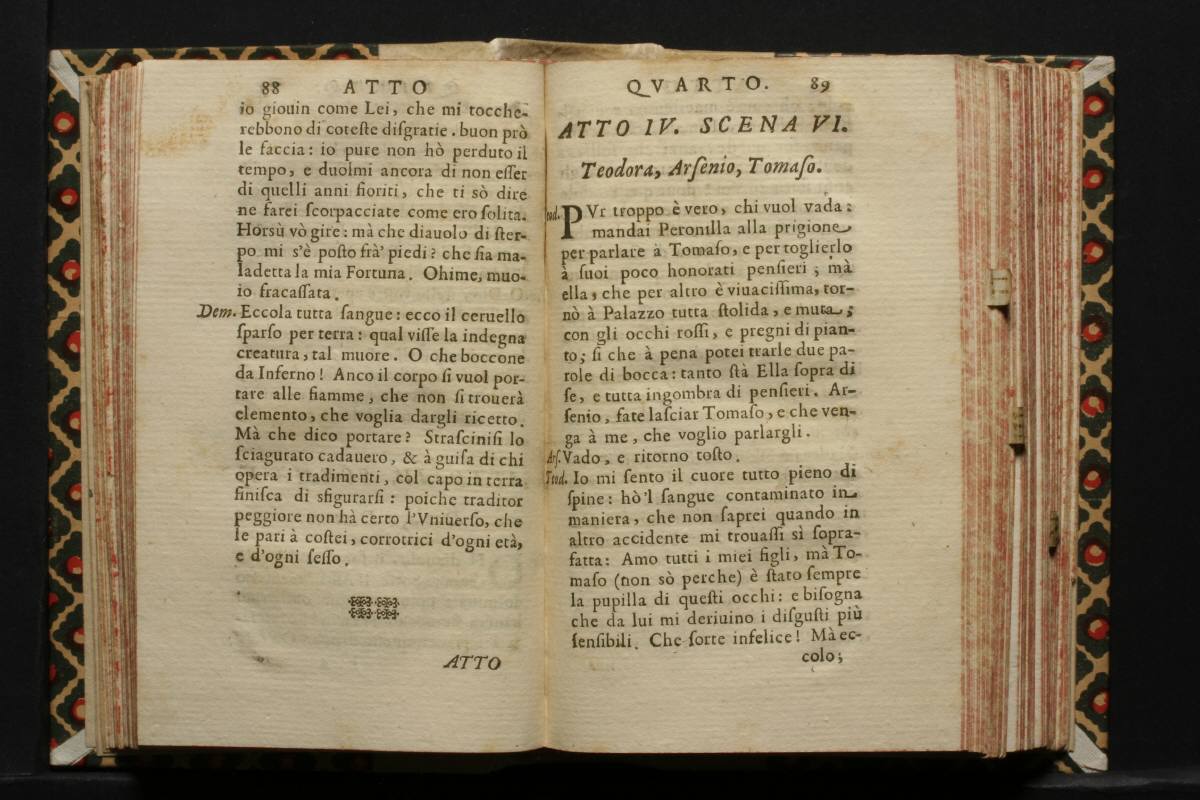 88 ATTO
io giouin come Lei, che mi tocche-
rebbono di coteſte diſgratie. buon prò
le faccia: io pure non hò perduto il
tempo, e duolmi ancora di non eſſer
di quelli anni fioriti, che ti sò dire
ne farei ſcorpacciate come ero ſolita.
Horsù vò gire: mà che diauolo di ſter-
po mi s'è poſto frà' piedi? che ſia ma-
ladetta la mia Fortuna. Ohime, muo-
io fracaſſata.
Dem. Eccola tutta ſangue: ecco il ceruello
ſparſo per terra: qual viſſe la indegna
creatura, tal muore. O che boccone
da Inferno! Anco il corpo ſi vuol por-
tare alle fiamme, che non ſi trouerà
elemento, che voglia dargli ricetto.
Mà che dico portare? Straſciniſi lo
ſciagurato cadauero, & à guiſa di chi
opera i tradimenti, col capo in terra
finiſca di sfigurarſi: poiche traditor
peggiore non hà certo l'Vniuerſo, che
le pari à coſtei, corrotrici d'ogni età,
e d'ogni ſeſſo.
ATTO
QVARTO. 89
ATTO IV. SCENA VI.
Teodora, Arſenio, Tomaſo.
Teod. PVr troppo è vero, chi vuol vada:
mandai Peronilla alla prigione
per parlare à Tomaſo, e per toglierlo
à ſuoi poco honorati penſieri; mà
ella, che per altro è viuaciſſima, tor-
nò à Palazzo tutta ſtolida, e muta;
con gli occhi roſſi, e pregni di pian-
to; ſi che à pena potei trarle due pa-
role di bocca: tanto ſtà Ella ſopra di
ſe, e tutta ingombra di penſieri. Ar-
ſenio, fate laſciar Tomaſo, e che ven-
ga à me, che voglio parlargli.
Arſ. Vado, e ritorno toſto.
Teod. Io mi ſento il cuore tutto pieno di
ſpine: hò'l ſangue contaminato in
maniera, che non ſaprei quando in
altro accidente mi trouaſſi sì ſopra-
fatta: Amo tutti i miei figli, mà To-
maſo (non sò perche) è ſtato ſempre
la pupilla di queſti occhi: e biſogna
che da lui mi deriuino i diſguſti più
ſenſibili. Che ſorte infelice! Mà ec-
colo;